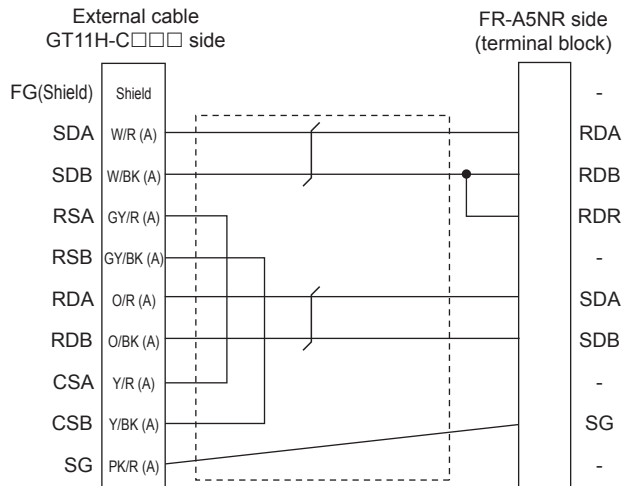 External cable
GT11H-C□□□ side
FR-A5NR side
(terminal block)
FG(Shield) Shield -
SDA W/R (A) RDA
SDB W/BK (A) RDB
RSA GY/R (A) RDR
RSB GY/BK (A) -
RDA O/R (A) SDA
RDB O/BK (A) SDB
CSA Y/R (A) -
CSB Y/BK (A) SG
SG PK/R (A) -